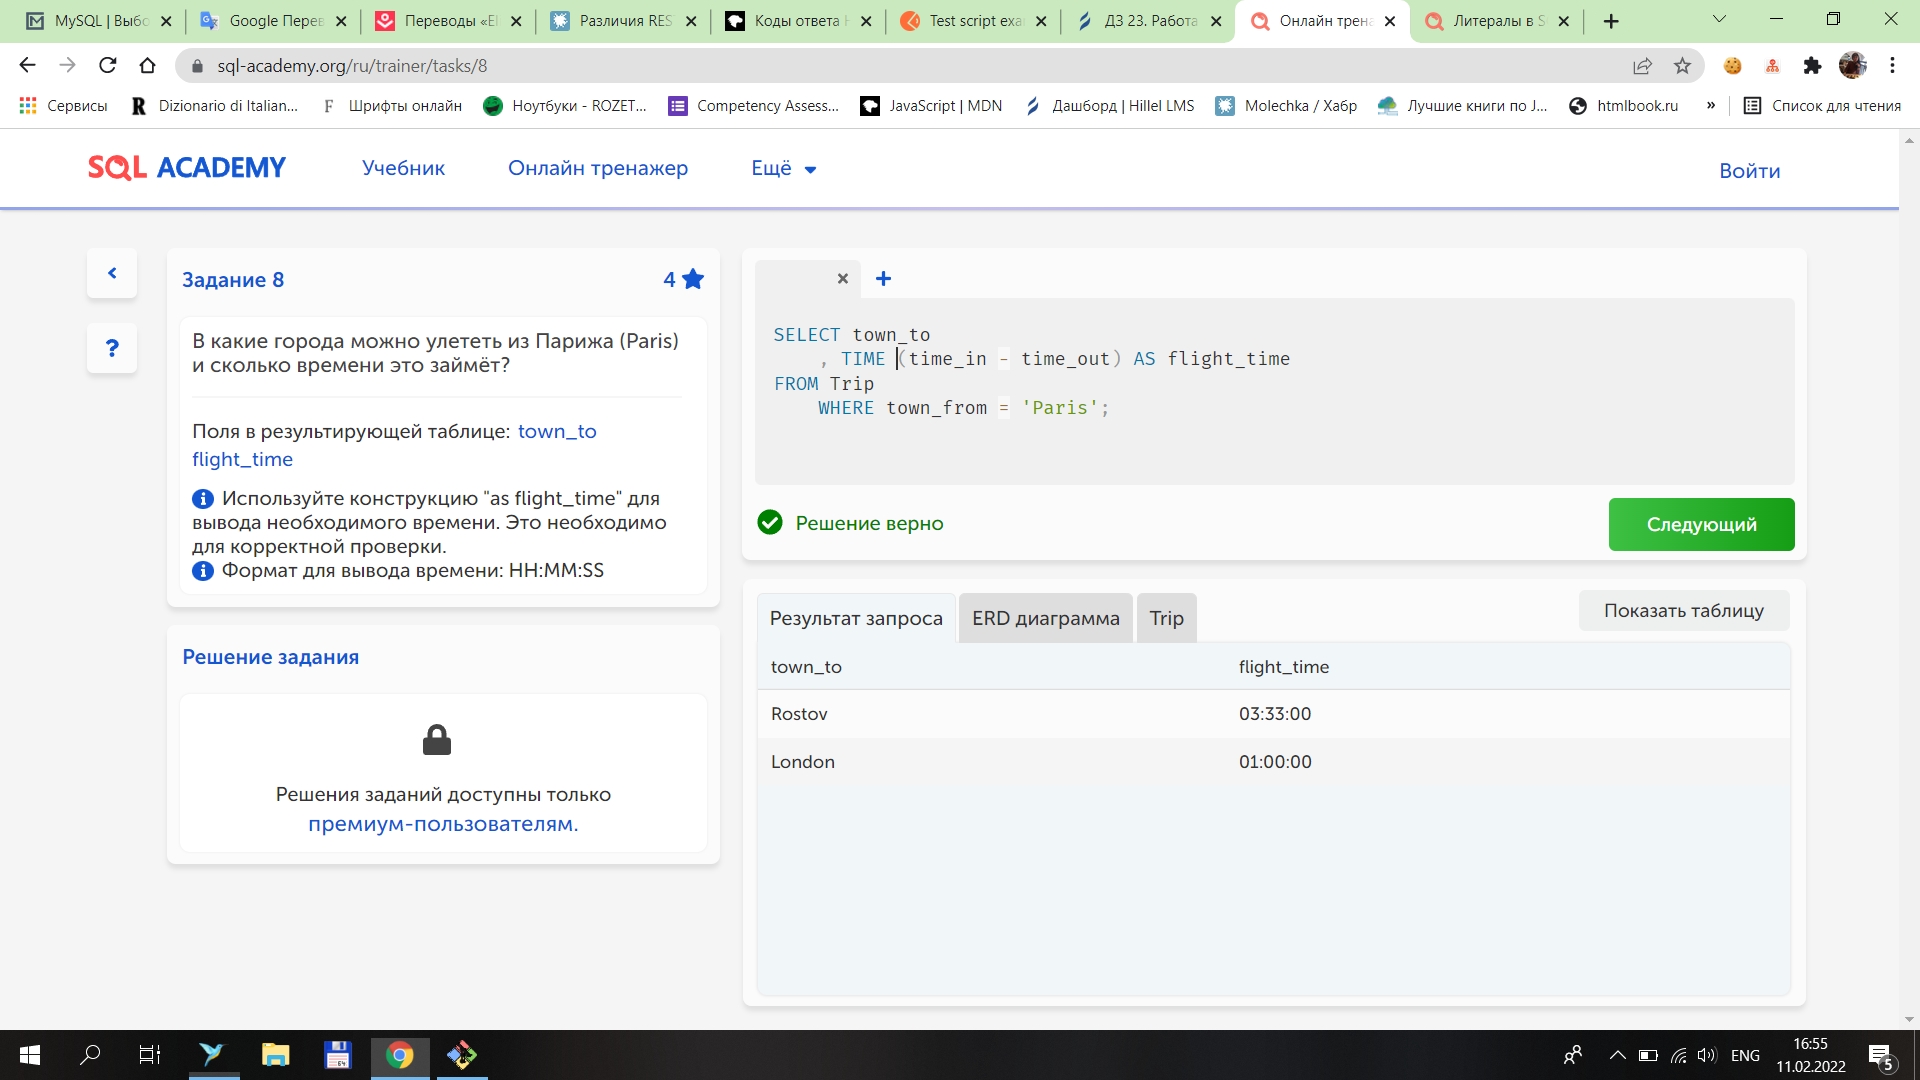 MySQL | Выбо
Google Перев
Переводы «El
Различия RES
Коды ответа H
Test script exa
ДЗ 23. Работа
Онлайн трена
Литералы в S
sql-academy.org/ru/trainer/tasks/8
Сервисы
Dizionario di Italian...
Шрифты онлайн
Ноутбуки - ROZET...
Competency Assess...
JavaScript | MDN
Дашборд | Hillel LMS
Molechka / Хабр
Лучшие книги по J...
htmlbook.ru
»
Список для чтения
SQL ACADEMY
Учебник
Онлайн тренажер
Ещё
Войти
Задание 8
4
В какие города можно улететь из Парижа (Paris)
и сколько времени это займёт?
Поля в результирующей таблице: town_to
flight_time
Используйте конструкцию "as flight_time" для
вывода необходимого времени. Это необходимо
для корректной проверки.
Формат для вывода времени: HH:MM:SS
Решение задания
Решения заданий доступны только
премиум-пользователям.
SELECT town_to
, TIME (time_in - time_out) AS flight_time
FROM Trip
WHERE town_from = 'Paris';
Решение верно
Следующий
Результат запроса
ERD диаграмма
Trip
Показать таблицу
town_to flight_time
Rostov 03:33:00
London 01:00:00
64
ENG
16:55
11.02.2022
5